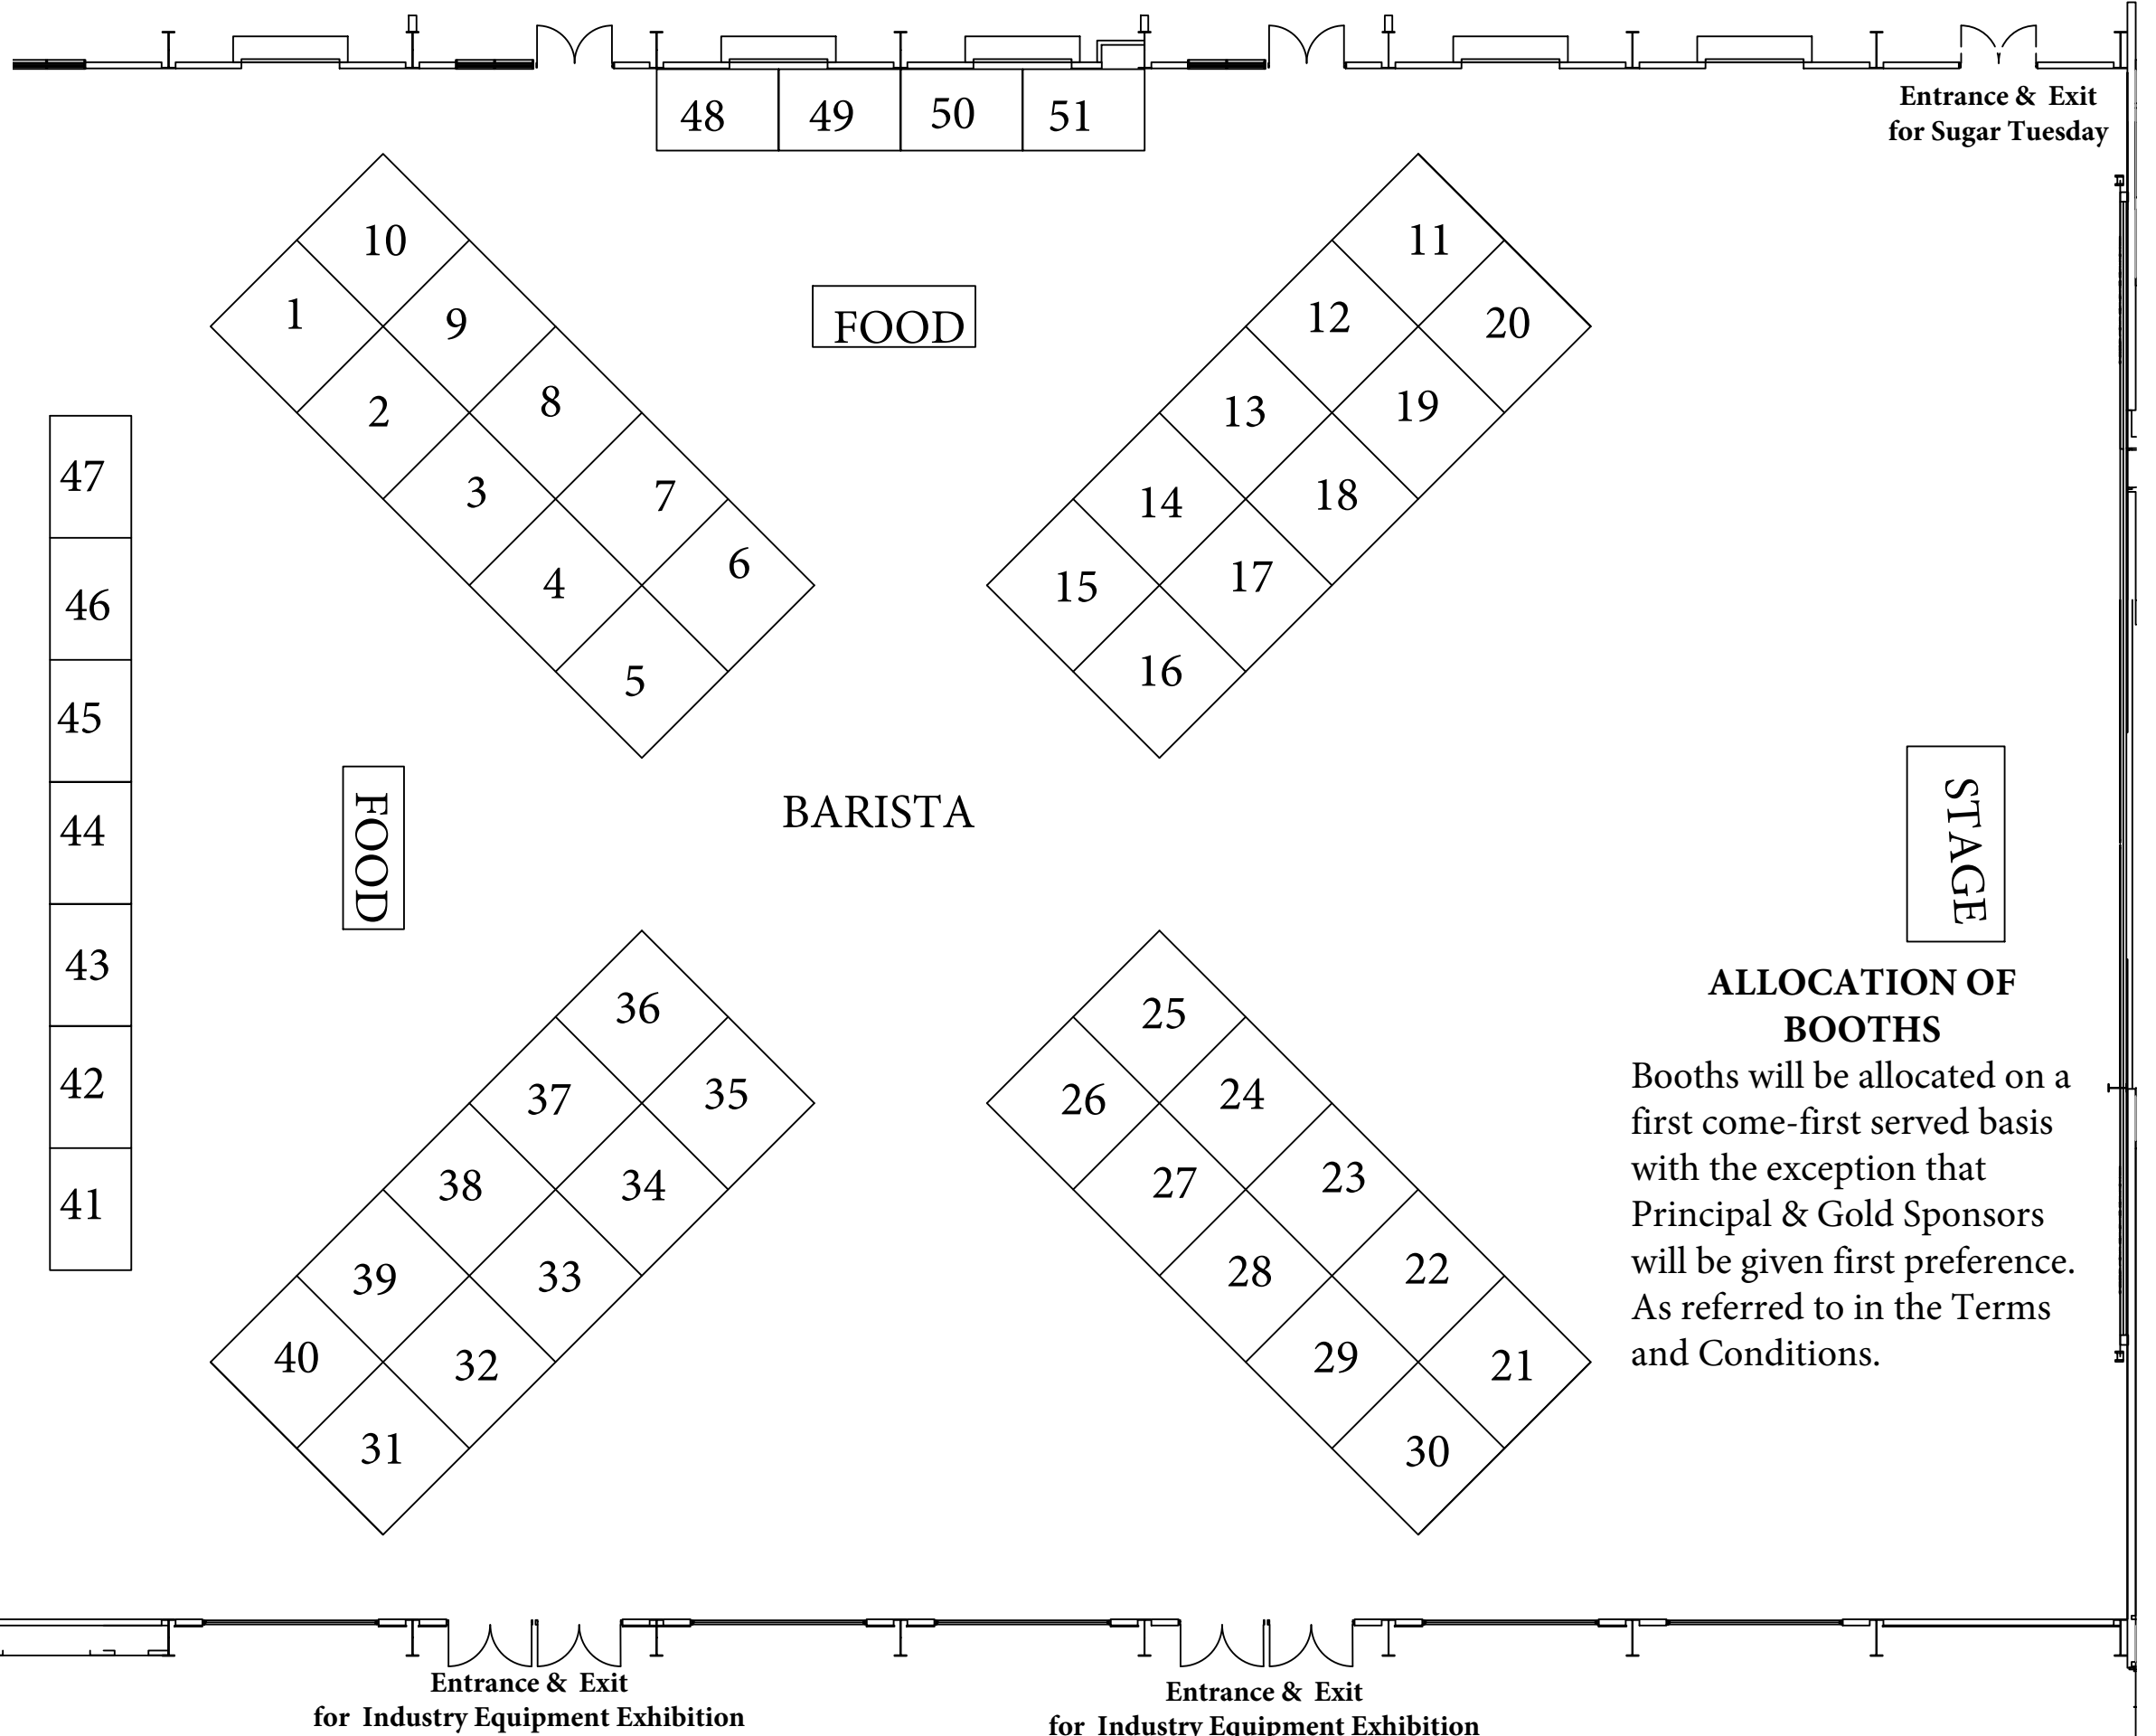 48 49 50 51
Entrance & Exit
for Sugar Tuesday
10
11
1
9
12
20
FOOD
2
8
13
19
47
3
7
14
18
46
4
6
15
17
45
5
16
44
FOOD
BARISTA
STAGE
43
36
25
ALLOCATION OF
BOOTHS
Booths will be allocated on a
first come-first served basis
with the exception that
Principal & Gold Sponsors
will be given first preference.
As referred to in the Terms
and Conditions.
42
37
35
26
24
41
38
34
27
23
39
33
28
22
40
32
29
21
31
30
Entrance & Exit
for Industry Equipment Exhibition
Entrance & Exit
for Industry Equipment Exhibition